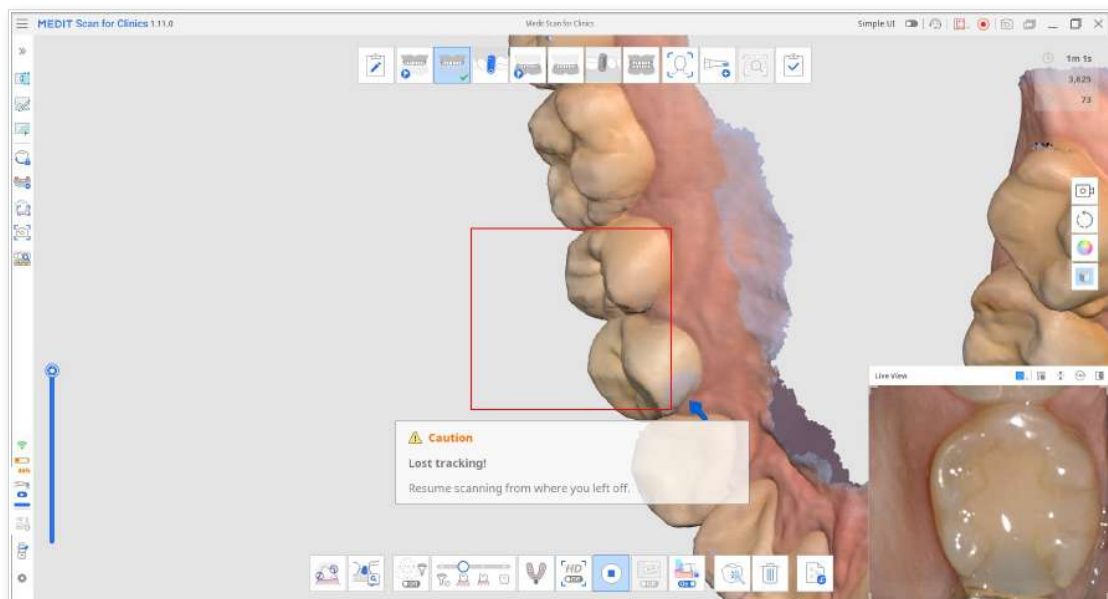 MEDIT Scan for Clinics 1.11.0
Medit Scan for Clinics
Simple UI
1m 1s
3,625
73
Live View
Caution
Lost tracking!
Resume scanning from where you left off.
HD